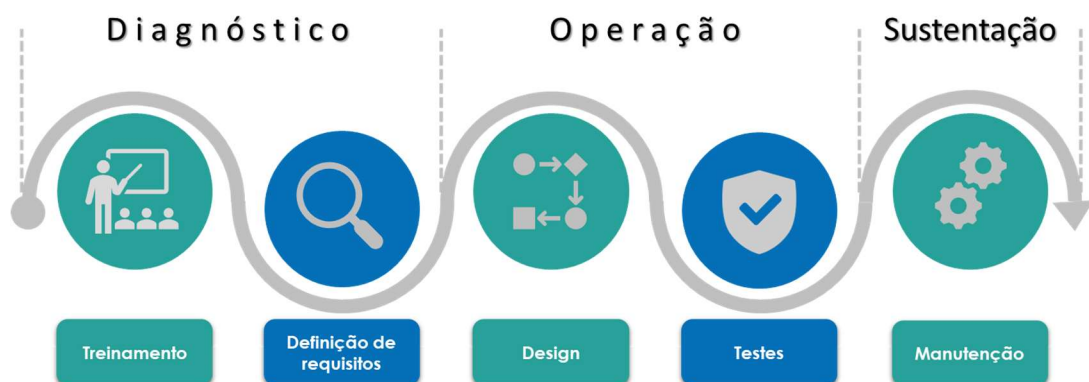 Diagnóstico
Operação
Sustentação
Treinamento
Definição de
requisitos
Design
Testes
Manutenção